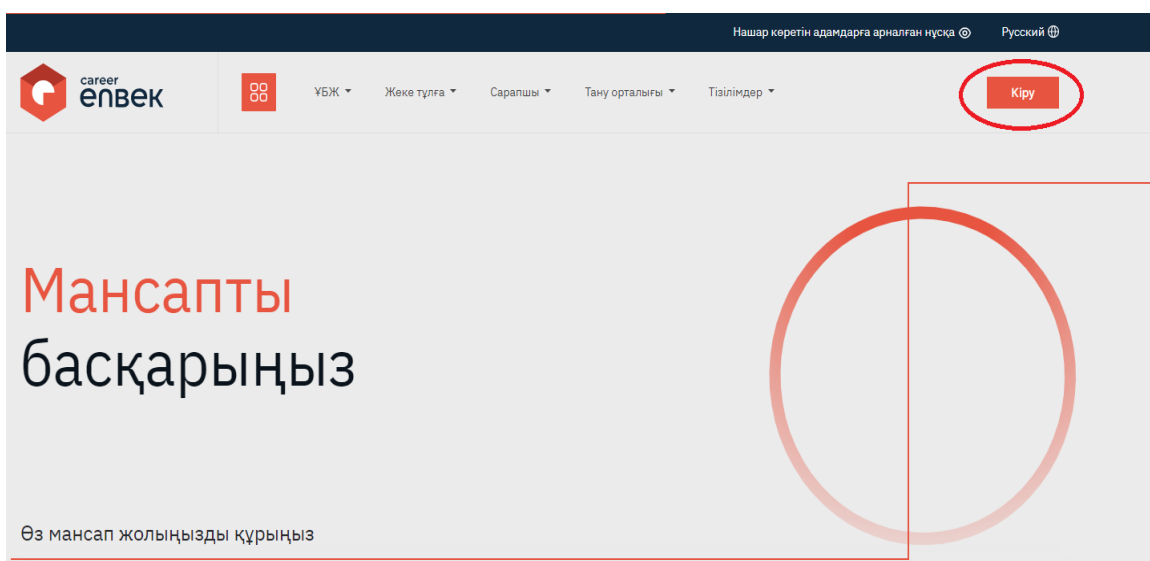 Нашар көретін адамдарға арналған нұсқа Русский
career
enbek
ҰБЖ Жеке тұлға Сарапшы Тану орталығы Тізілімдер Кіру
Мансапты
басқарыңыз
Өз мансап жолыңызды құрыңыз